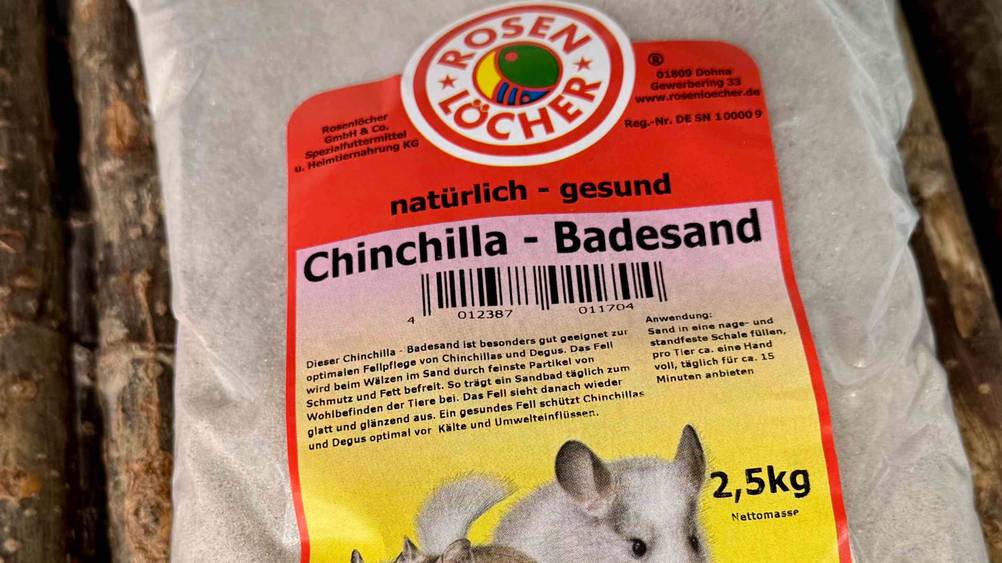 ROSEN
LÖCHER
Rosenlöcher
GmbH & Co.
Spezialfuttermittel
u. Heimtiernahrung KG
®
01809 Dohna
Gewerbering 33
www.rosenloecher.de
Reg.-Nr. DE SN 10000 9
natürlich - gesund
Chinchilla - Badesand
4 012387 011704
Dieser Chinchilla - Badesand ist besonders gut geeignet zur
optimalen Fellpflege von Chinchillas und Degus. Das Fell
wird beim Wälzen im Sand durch feinste Partikel von
Schmutz und Fett befreit. So trägt ein Sandbad täglich zum
Wohlbefinden der Tiere bei. Das Fell sieht danach wieder
glatt und glänzend aus. Ein gesundes Fell schützt Chinchillas
und Degus optimal vor Kälte und Umwelteinflüssen.
Anwendung:
Sand in eine nage- und
standfeste Schale füllen,
pro Tier ca. eine Hand
voll, täglich für ca. 15
Minuten anbieten
2,5kg
Nettomasse